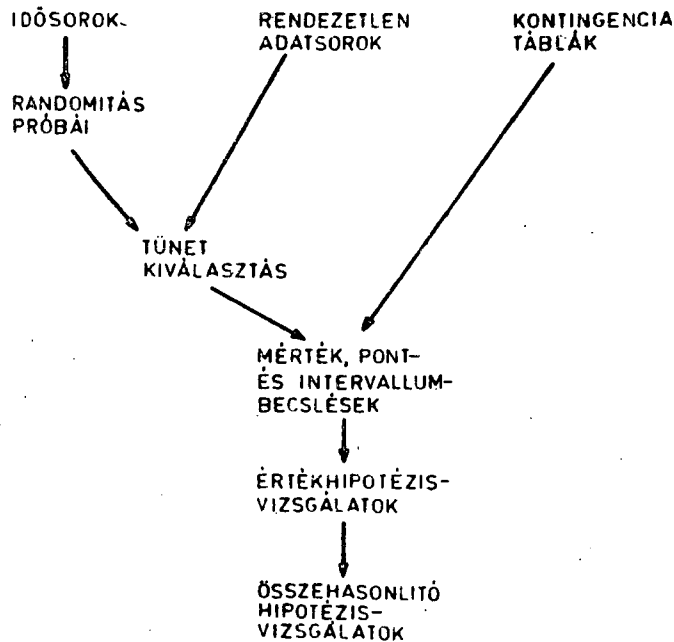 IDŐSOROK
RENDEZETLEN
ADATSOROK
KONTINGENCIA
TÁBLÁK
RANDOMITÁS
PRÓBÁI
TÜNET
KIVÁLASZTÁS
MÉRTÉK, PONT-
ÉS INTERVALLUM-
BECSLÉSEK
ÉRTÉKHIPOTÉZIS-
VIZSGÁLATOK
ÖSSZEHASONLITÓ
HIPOTÉZIS-
VIZSGÁLATOK